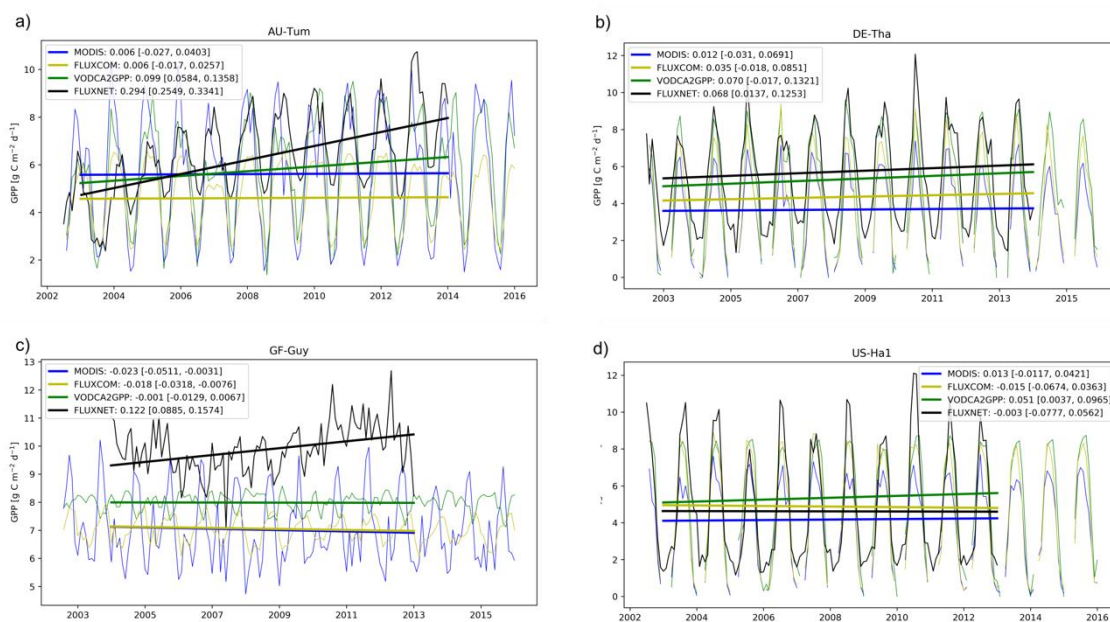 a)
AU-Tum
MODIS: 0.006 [-0.027, 0.0403]
FLUXCOM: 0.006 [-0.017, 0.0257]
VODCA2GPP: 0.099 [0.0584, 0.1358]
FLUXNET: 0.294 [0.2549, 0.3341]
GPP [g C m⁻² d⁻¹]
10
8
6
4
2
2002 2004 2006 2008 2010 2012 2014 2016
b)
DE-Tha
MODIS: 0.012 [-0.031, 0.0691]
FLUXCOM: 0.035 [-0.018, 0.0851]
VODCA2GPP: 0.070 [-0.017, 0.1321]
FLUXNET: 0.068 [0.0137, 0.1253]
GPP [g C m⁻² d⁻¹]
12
10
8
6
4
2
0
2003 2005 2007 2009 2011 2013 2015
c)
GF-Guy
MODIS: -0.023 [-0.0511, -0.0031]
FLUXCOM: -0.018 [-0.0318, -0.0076]
VODCA2GPP: -0.001 [-0.0129, 0.0067]
FLUXNET: 0.122 [0.0885, 0.1574]
GPP [g C m⁻² d⁻¹]
13
12
11
10
9
8
7
6
5
2003 2005 2007 2009 2011 2013 2015
d)
US-Ha1
MODIS: 0.013 [-0.0117, 0.0421]
FLUXCOM: -0.015 [-0.0674, 0.0363]
VODCA2GPP: 0.051 [0.0037, 0.0965]
FLUXNET: -0.003 [-0.0777, 0.0562]
12
10
8
6
4
2
0
2002 2004 2006 2008 2010 2012 2014 2016